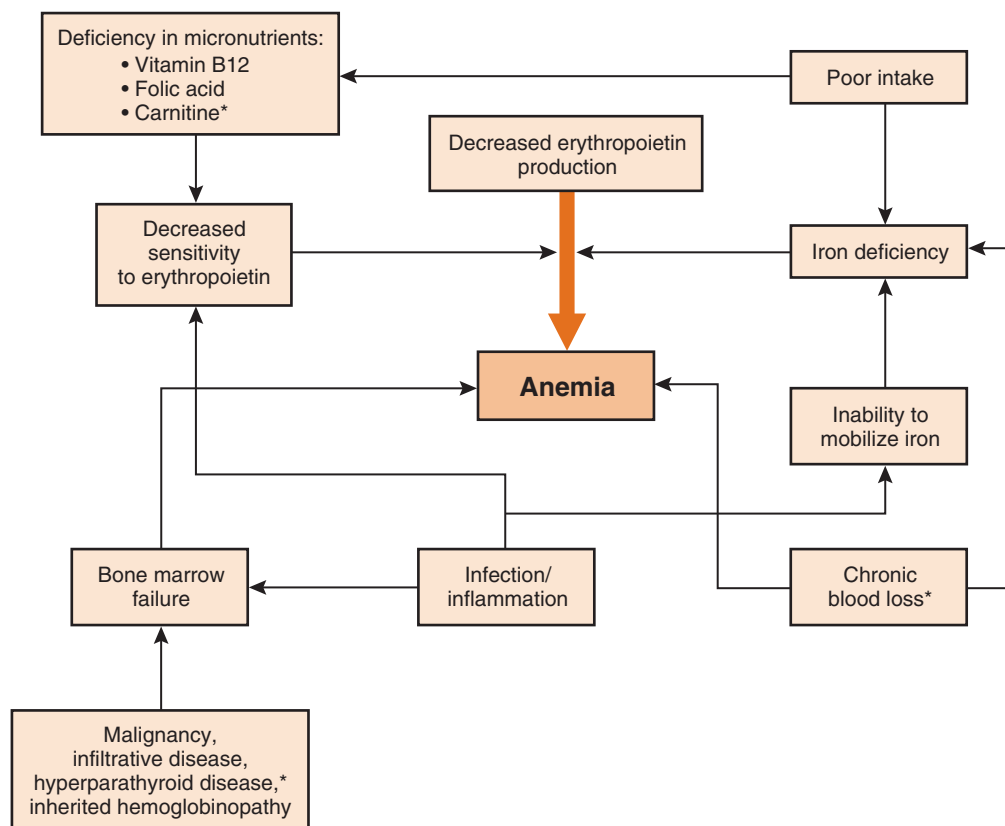 Deficiency in micronutrients:
• Vitamin B12
• Folic acid
• Carnitine*
Poor intake
Decreased erythropoietin
production
Decreased
sensitivity
to erythropoietin
Iron deficiency
Anemia
Inability to
mobilize iron
Bone marrow
failure
Infection/
inflammation
Chronic
blood loss*
Malignancy,
infiltrative disease,
hyperparathyroid disease,*
inherited hemoglobinopathy